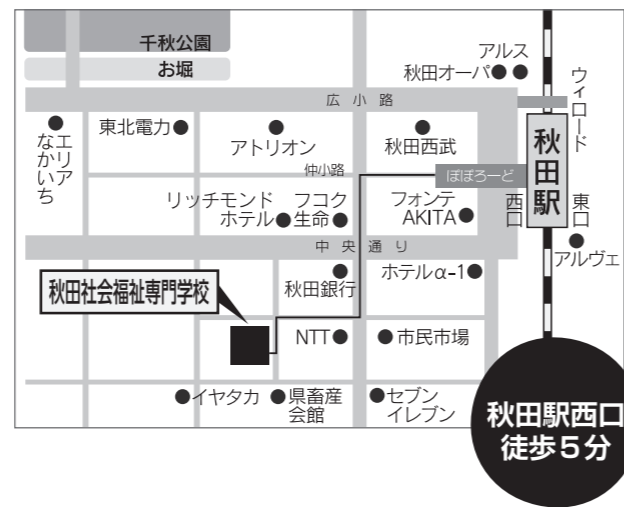 千秋公園
お堀
アルス
秋田オーパ
ウィロード
広小路
エリア
なかいち
東北電力
アトリオン
秋田西武
秋田駅
仲小路
ぽぽろーど
リッチモンド
ホテル
フコク
生命
フォンテ
AKITA
西口
東口
アルヴェ
中央通り
秋田銀行
ホテルα-1
秋田社会福祉専門学校
NTT
市民市場
イヤタカ
県畜産
会館
セブン
イレブン
秋田駅西口
徒歩5分